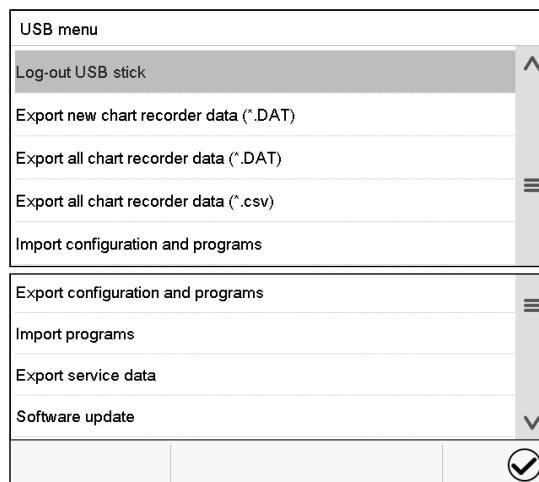 USB menu
Log-out USB stick
Export new chart recorder data (*.DAT)
Export all chart recorder data (*.DAT)
Export all chart recorder data (*.csv)
Import configuration and programs
Export configuration and programs
Import programs
Export service data
Software update